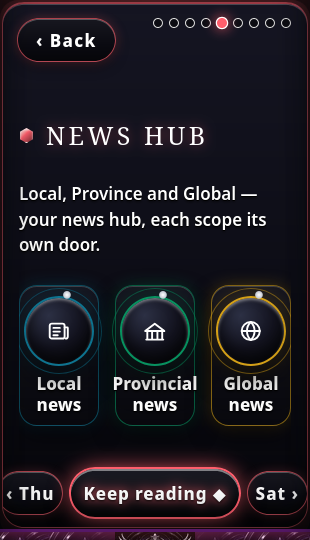 ‹ Back
NEWS HUB
Local, Province and Global —
your news hub, each scope its
own door.
Local
news
Provincial
news
Global
news
‹ Thu
Keep reading ◆
Sat ›